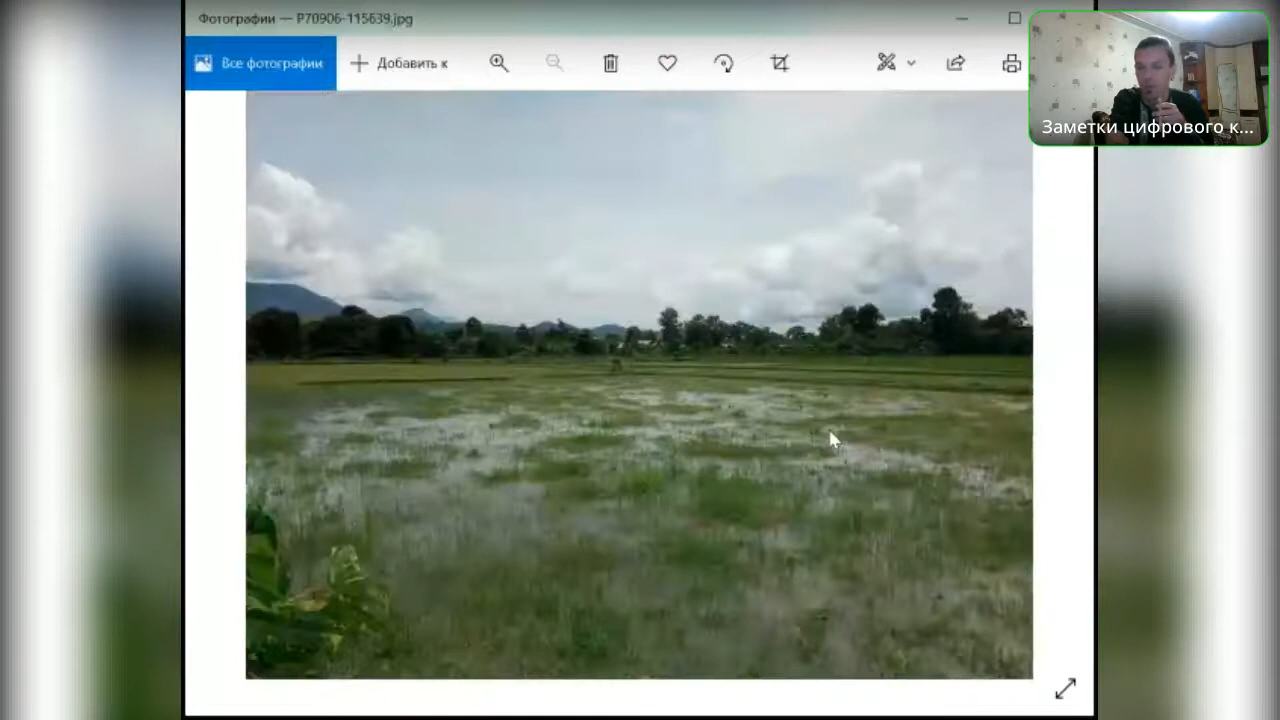 Фотографии — P70906-115639.jpg
Все фотографии
Добавить к
Заметки цифрового к...